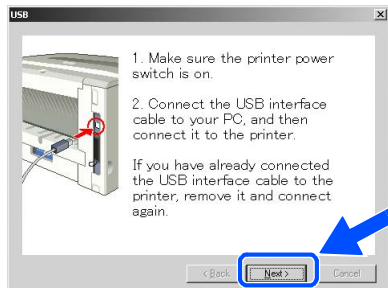 USB
1. Make sure the printer power
switch is on.
2. Connect the USB interface
cable to your PC, and then
connect it to the printer.
If you have already connected
the USB interface cable to the
printer, remove it and connect
again.
< Back
Next >
Cancel